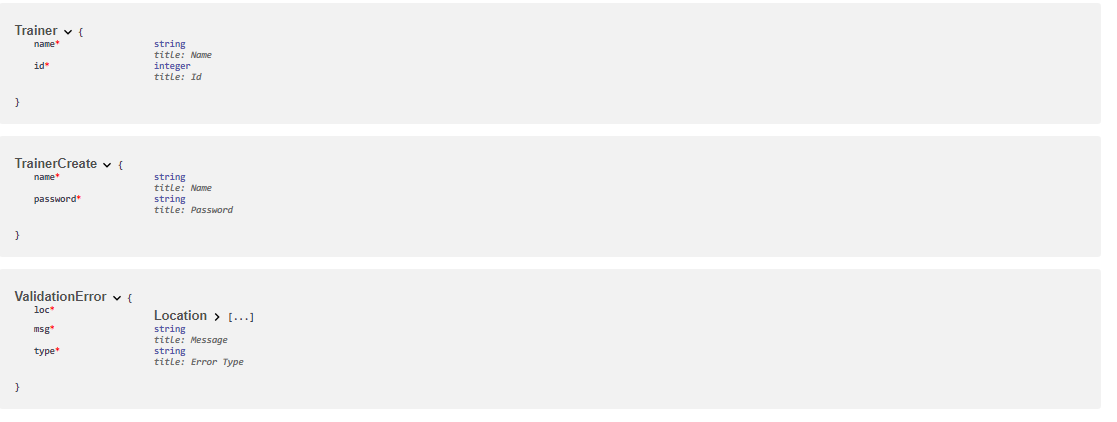 Trainer {
name* string
title: Name
id* integer
title: Id
}
TrainerCreate {
name* string
title: Name
password* string
title: Password
}
ValidationError {
loc* Location [...]
msg* string
title: Message
type* string
title: Error Type
}